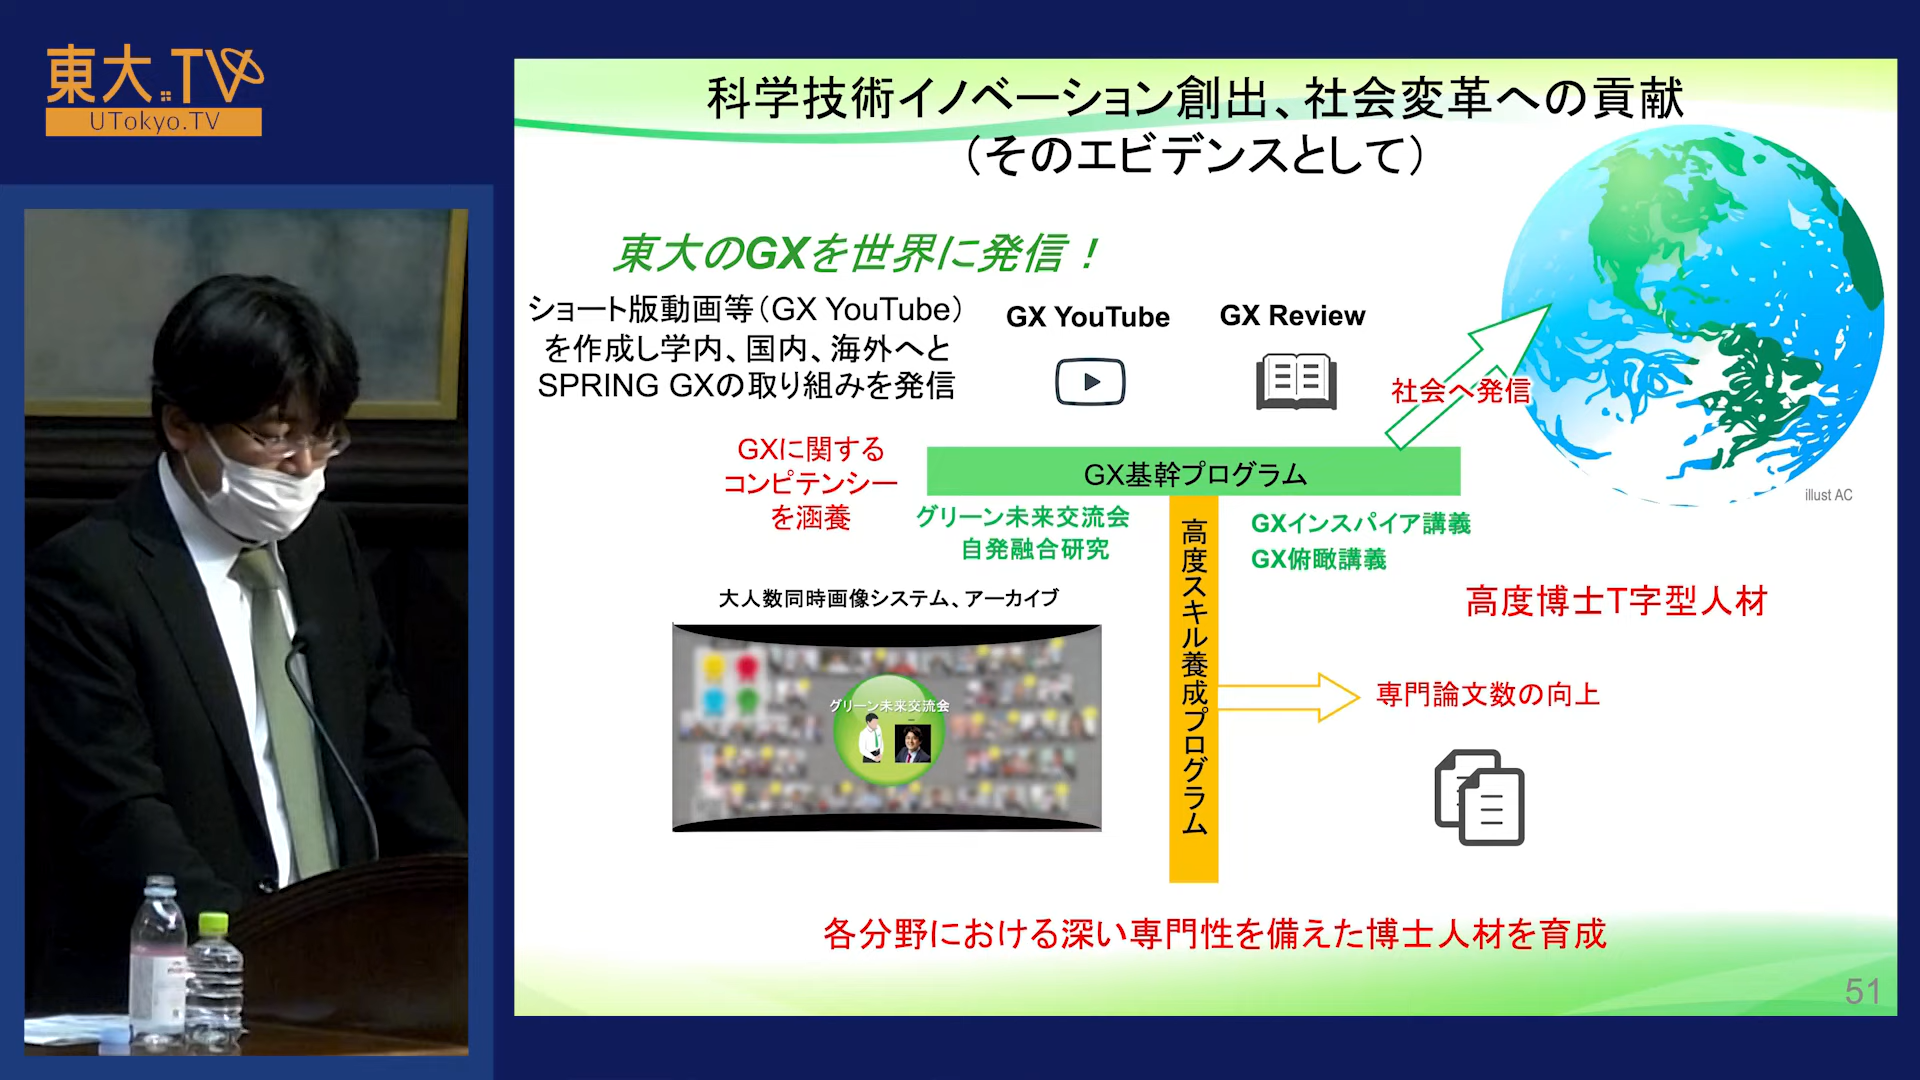 東大TV
UTokyo.TV
科学技術イノベーション創出、社会変革への貢献
（そのエビデンスとして）
東大のGXを世界に発信！
ショート版動画等（GX YouTube）
を作成し学内、国内、海外へと
SPRING GXの取り組みを発信
GX YouTube
GX Review
社会へ発信
GXに関する
コンピテンシー
を涵養
GX基幹プログラム
illust AC
グリーン未来交流会
自発融合研究
GXインスパイア講義
GX俯瞰講義
高度スキル養成プログラム
大人数同時画像システム、アーカイブ
高度博士T字型人材
グリーン未来交流会
専門論文数の向上
各分野における深い専門性を備えた博士人材を育成
51